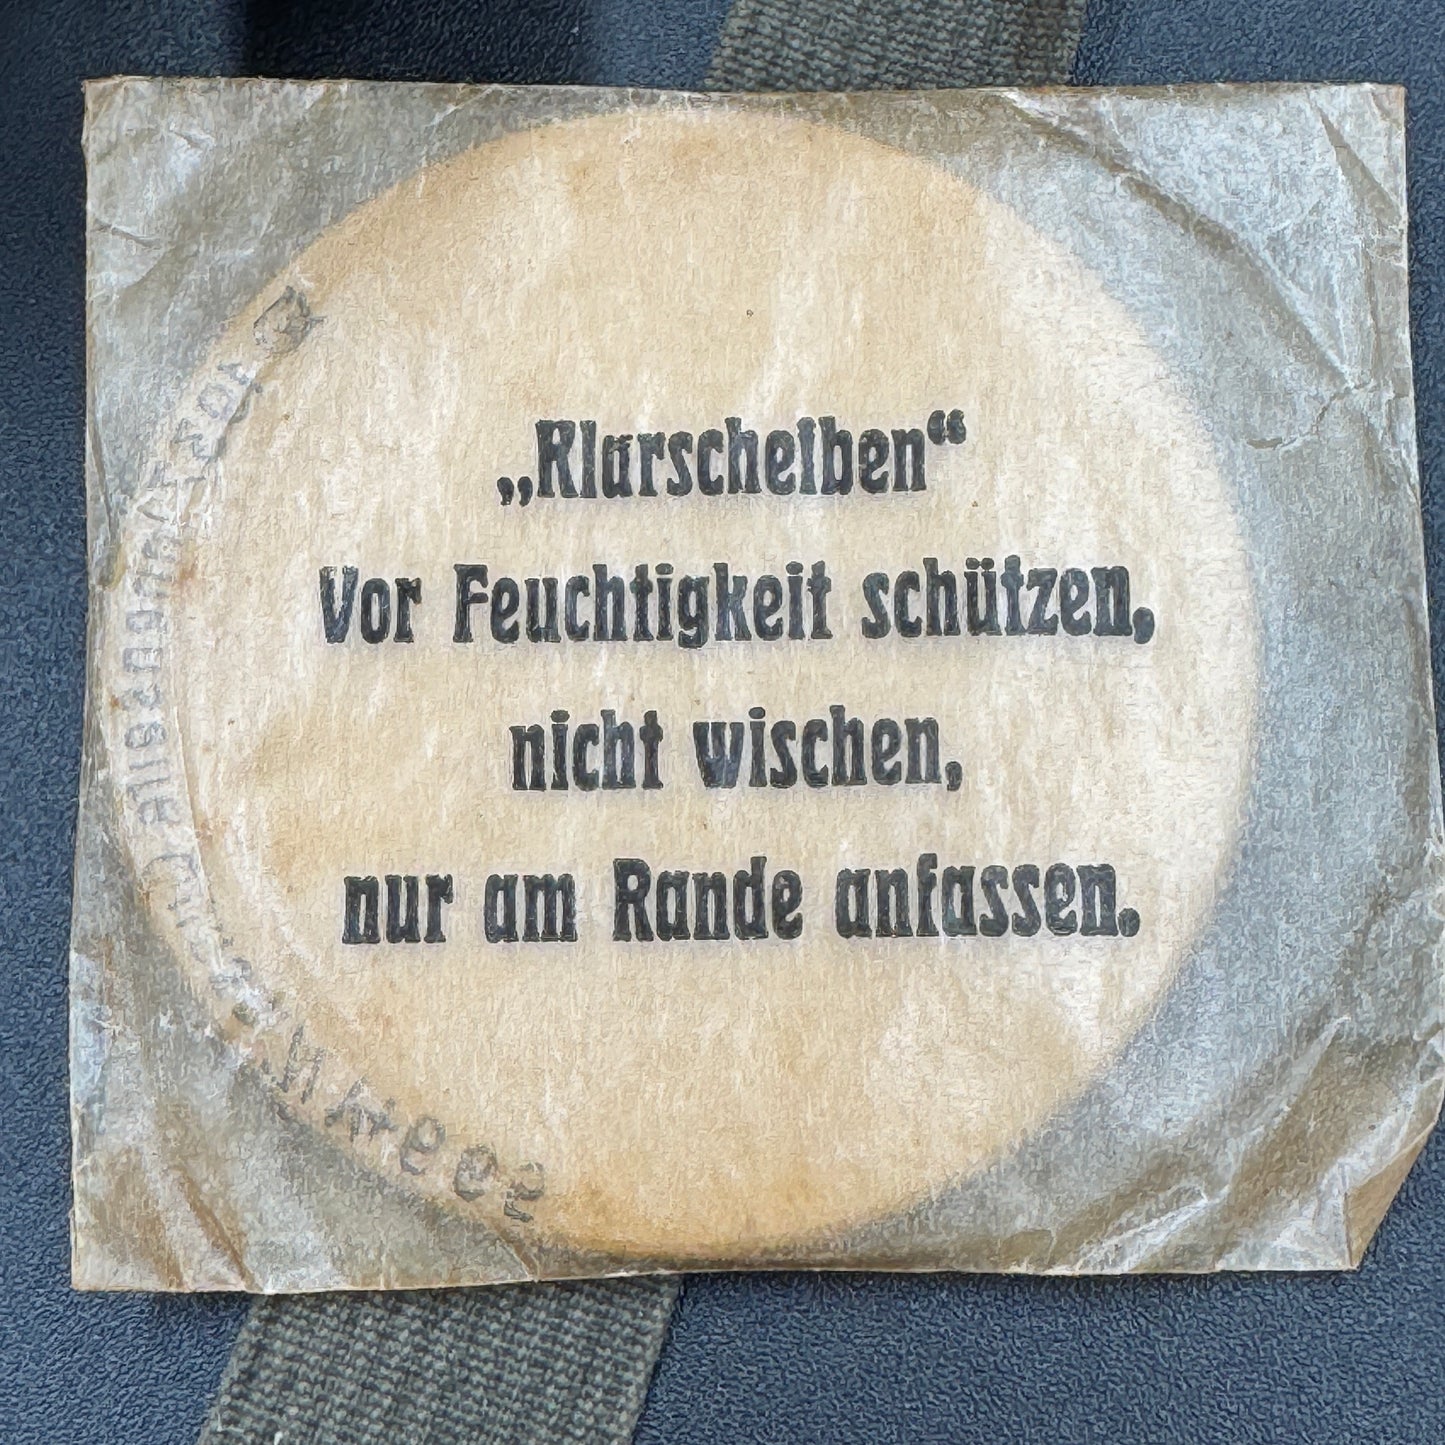 „Klarscheiben“
Vor Feuchtigkeit schützen,
nicht wischen,
nur am Rande anfassen.